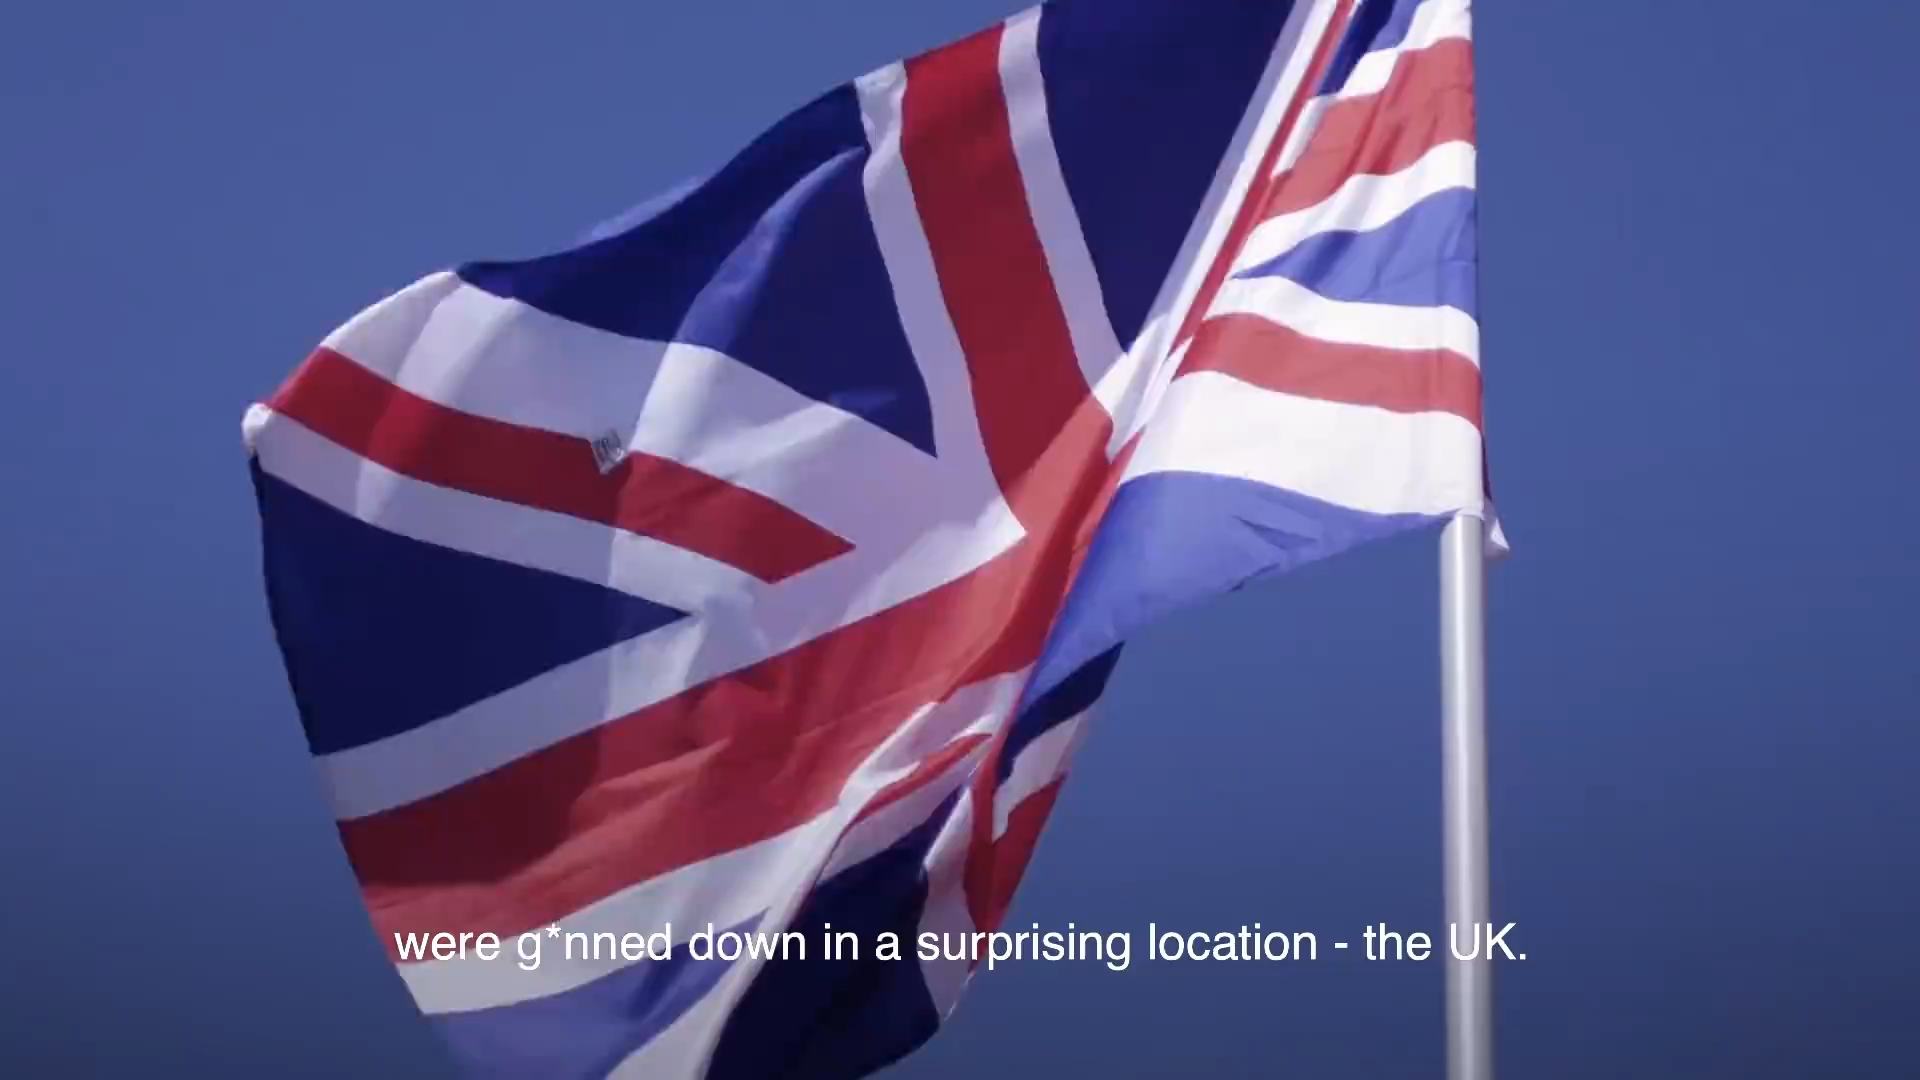 were g*nned down in a surprising location - the UK.